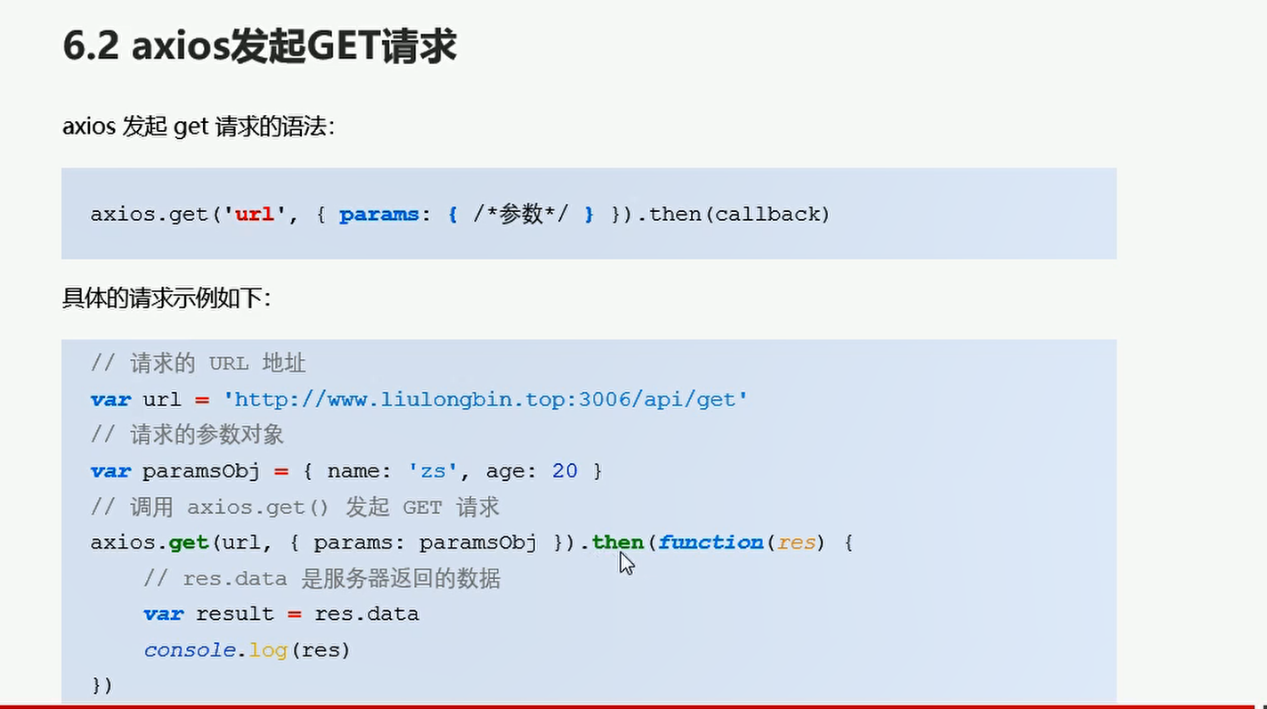 6.2 axios发起GET请求
axios 发起 get 请求的语法：
axios.get('url', { params: { /*参数*/ } }).then(callback)
具体的请求示例如下：
// 请求的 URL 地址
var url = 'http://www.liulongbin.top:3006/api/get'
// 请求的参数对象
var paramsObj = { name: 'zs', age: 20 }
// 调用 axios.get() 发起 GET 请求
axios.get(url, { params: paramsObj }).then(function(res) {
    // res.data 是服务器返回的数据
    var result = res.data
    console.log(res)
})